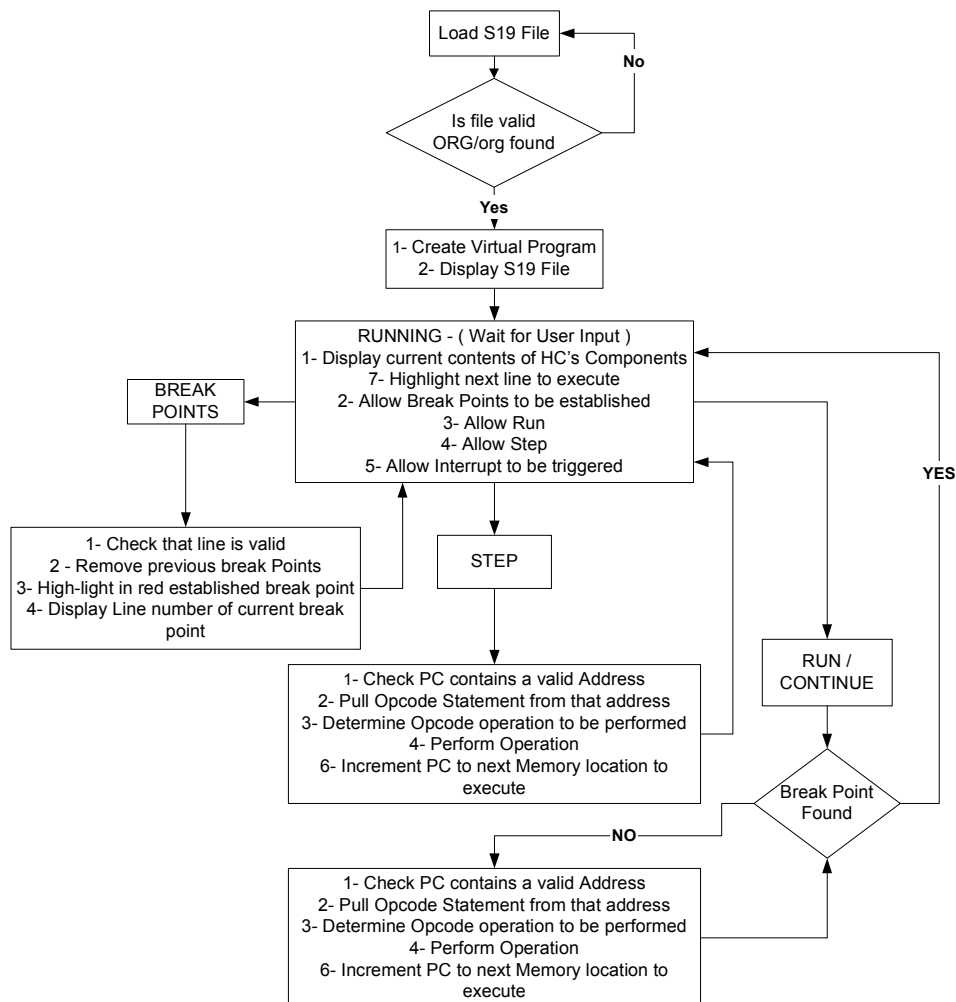 Load S19 File
No
Is file valid
ORG/org found
Yes
1- Create Virtual Program
2- Display S19 File
RUNNING - ( Wait for User Input )
1- Display current contents of HC's Components
7- Highlight next line to execute
2- Allow Break Points to be established
3- Allow Run
4- Allow Step
5- Allow Interrupt to be triggered
BREAK
POINTS
YES
1- Check that line is valid
2 - Remove previous break Points
3- High-light in red established break point
4- Display Line number of current break
point
STEP
RUN /
CONTINUE
1- Check PC contains a valid Address
2- Pull Opcode Statement from that address
3- Determine Opcode operation to be performed
4- Perform Operation
6- Increment PC to next Memory location to
execute
Break Point
Found
NO
1- Check PC contains a valid Address
2- Pull Opcode Statement from that address
3- Determine Opcode operation to be performed
4- Perform Operation
6- Increment PC to next Memory location to
execute